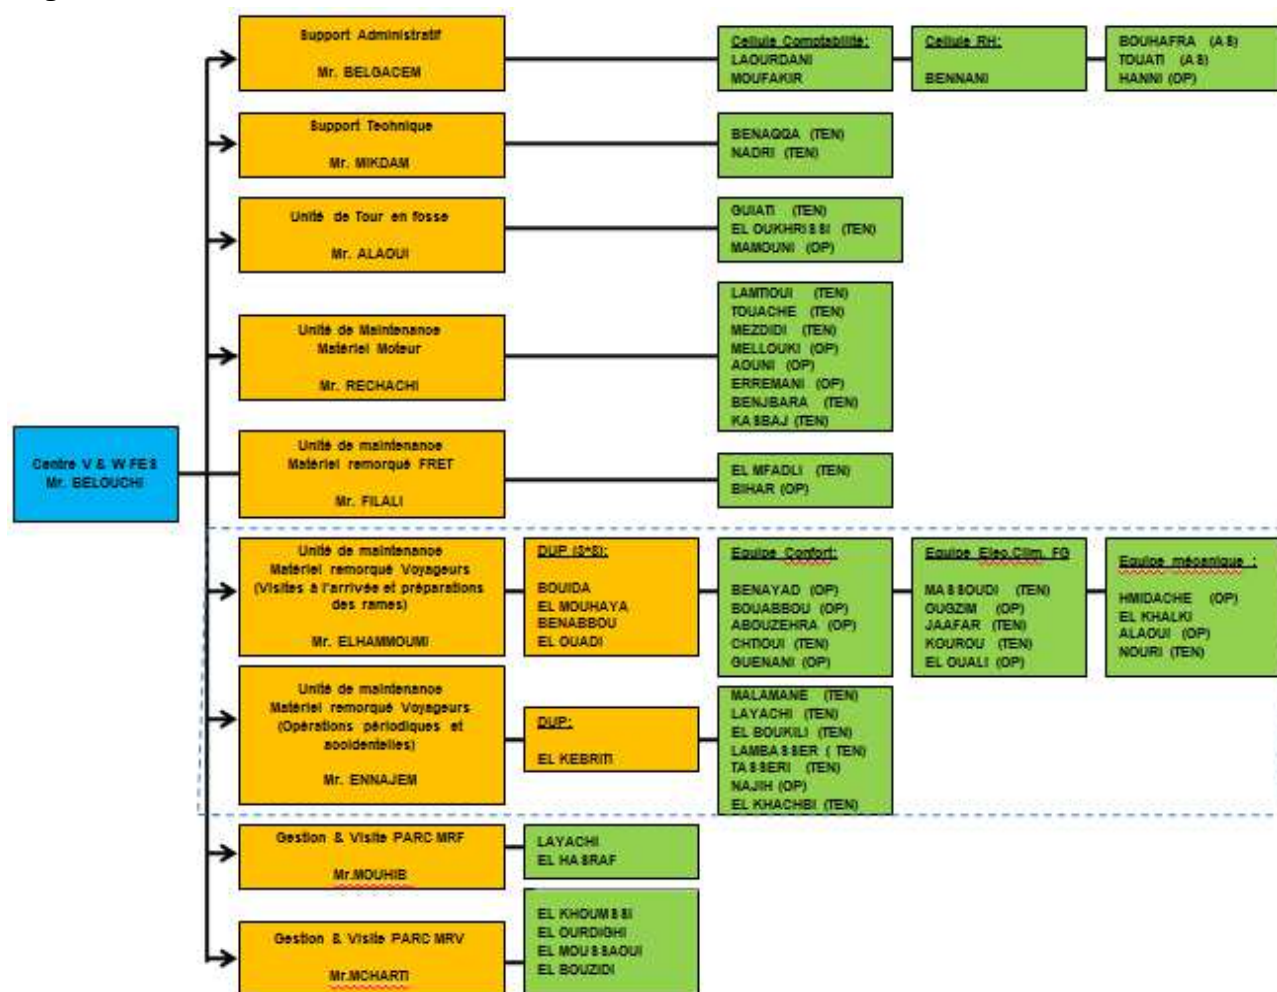 Support Administratif
Mr. BELGACEM
Cellule Comptabilité:
LAOURDANI
MOUFAKIR
Cellule RH:
BENNANI
BOUHAFRA (AS)
TOUATI (AS)
HANNI (OP)
Support Technique
Mr. MIKDAM
BENAQQA (TEN)
NADRI (TEN)
Unité de Tour en fosse
Mr. ALAOUI
GUIATI (TEN)
EL OUKHRISSI (TEN)
MAMOUNI (OP)
Unité de Maintenance
Matériel Moteur
Mr. RECHACHI
LAMTIOUI (TEN)
TOUACHE (TEN)
MEZDIDI (TEN)
MELLOUKI (OP)
AOUNI (OP)
ERREMANI (OP)
BENJBARA (TEN)
KASBAJ (TEN)
Centre V & W FES
Mr. BELOUCHI
Unité de maintenance
Matériel remorqué FRET
Mr. FILALI
EL MFADLI (TEN)
BIHAR (OP)
Unité de maintenance
Matériel remorqué Voyageurs
(Visites à l'arrivée et préparations
des rames)
Mr. ELHAMMOUMI
DUP (3*8):
BOUIDA
EL MOUHAYA
BENABBOU
EL OUADI
Equipe Confort:
BENAYAD (OP)
BOUABBOU (OP)
ABOUZEHRA (OP)
CHTIOUI (TEN)
GUENANI (OP)
Equipe Elec.Clim. FG
MASSOUDI (TEN)
OUGZIM (OP)
JAAFAR (TEN)
KOUROU (TEN)
EL OUALI (OP)
Equipe mécanique :
HMIDACHE (OP)
EL KHALKI
ALAOUI (OP)
NOURI (TEN)
Unité de maintenance
Matériel remorqué Voyageurs
(Opérations périodiques et
accidentelles)
Mr. ENNAJEM
DUP:
EL KEBRITI
MALAMANE (TEN)
LAYACHI (TEN)
EL BOUKILI (TEN)
LAMBASSER ( TEN)
TASSERI (TEN)
NAJIH (OP)
EL KHACHBI (TEN)
Gestion & Visite PARC MRF
Mr.MOUHIB
LAYACHI
EL HASRAF
Gestion & Visite PARC MRV
Mr.MCHARTI
EL KHOUMSSI
EL OURDIGHI
EL MOUSSAOUI
EL BOUZIDI